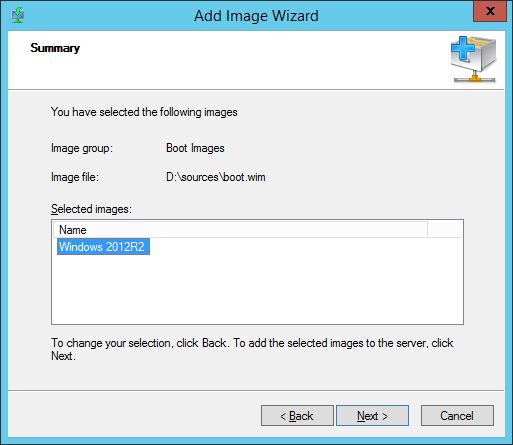 Add Image Wizard
X
Summary
You have selected the following images
Image group: Boot Images
Image file: D:\sources\boot.wim
Selected images:
Name
Windows 2012R2
To change your selection, click Back. To add the selected images to the server, click
Next.
< Back Next > Cancel